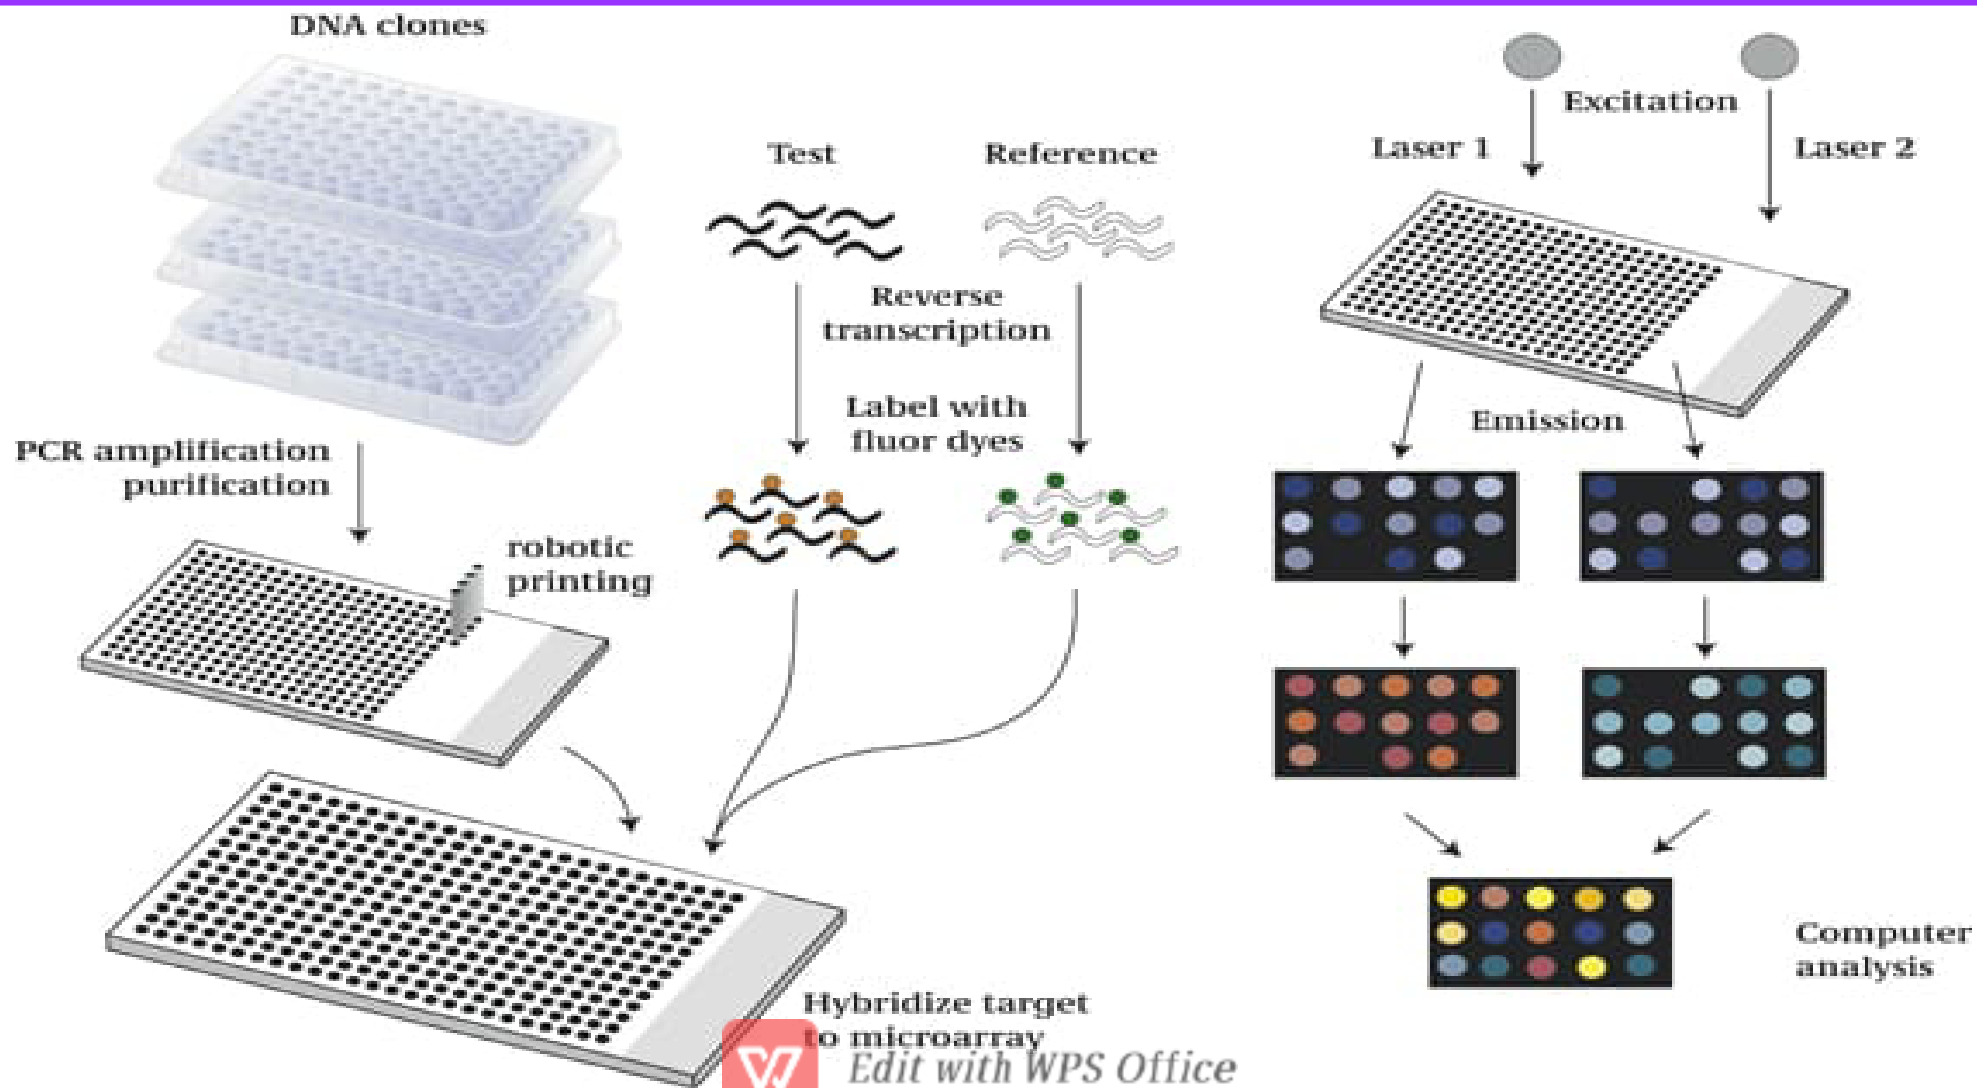 DNA clones
PCR amplification
purification
robotic
printing
Test
Reference
Reverse
transcription
Label with
fluor dyes
Hybridize target
to microarray
Excitation
Laser 1
Laser 2
Emission
Computer
analysis
Edit with WPS Office